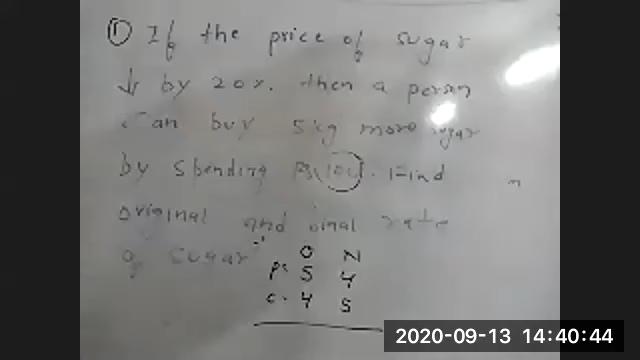 ① If the price of sugar
↓ by 20%. then a person
can buy 5kg more sugar
by spending Rs. 100. Find
original and final rate
of sugar
O N
P: 5 4
C: 4 5
2020-09-13 14:40:44